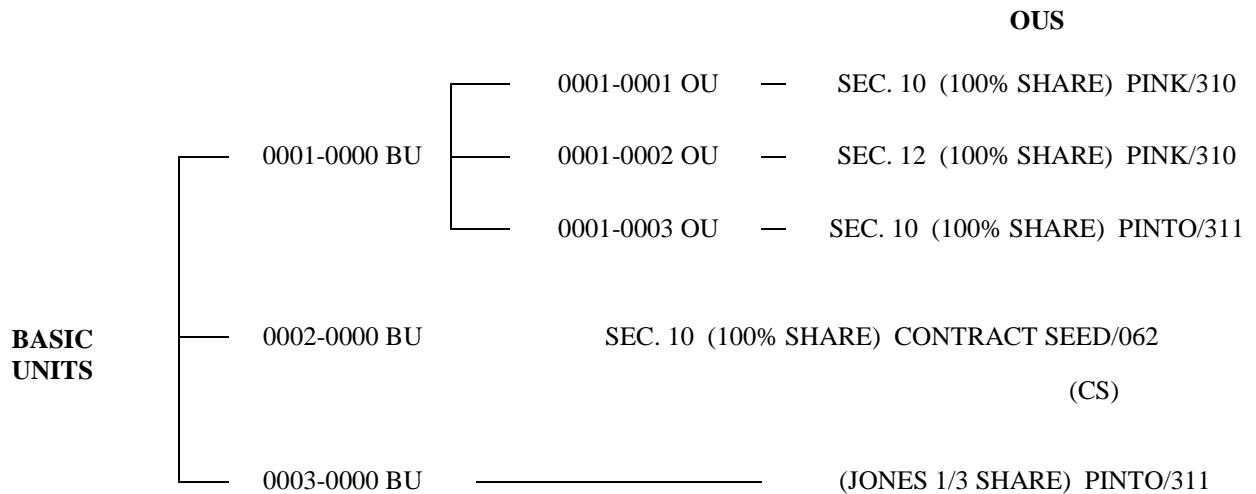 OUS
0001-0001 OU — SEC. 10 (100% SHARE) PINK/310
0001-0000 BU 0001-0002 OU — SEC. 12 (100% SHARE) PINK/310
0001-0003 OU — SEC. 10 (100% SHARE) PINTO/311
BASIC
UNITS
0002-0000 BU SEC. 10 (100% SHARE) CONTRACT SEED/062
(CS)
0003-0000 BU (JONES 1/3 SHARE) PINTO/311